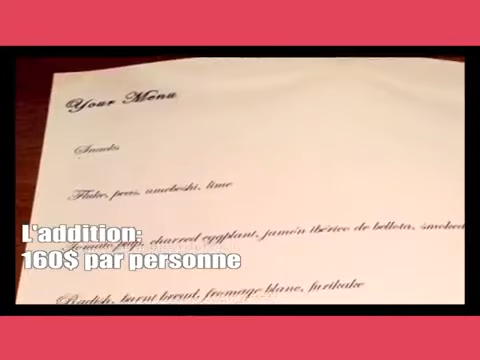 Your Menu
Snacks
Fluke, peas, umeboshi, lime
Tomato pulp, charred eggplant, jamón ibérico de bellota, smoked
Radish, burnt bread, fromage blanc, furikake
L'addition:
160$ par personne